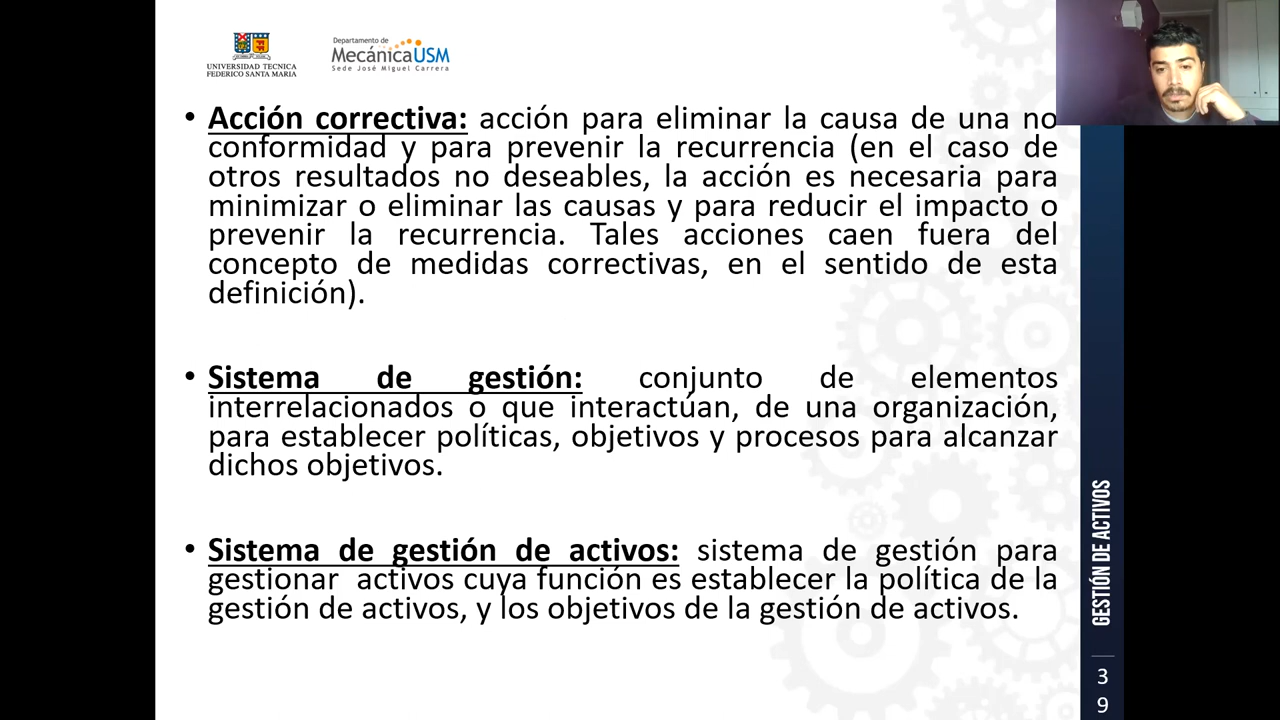 UNIVERSIDAD TECNICA
FEDERICO SANTA MARIA
Departamento de
MecánicaUSM
Sede José Miguel Carrera
• Acción correctiva: acción para eliminar la causa de una no
conformidad y para prevenir la recurrencia (en el caso de
otros resultados no deseables, la acción es necesaria para
minimizar o eliminar las causas y para reducir el impacto o
prevenir la recurrencia. Tales acciones caen fuera del
concepto de medidas correctivas, en el sentido de esta
definición).
• Sistema de gestión: conjunto de elementos
interrelacionados o que interactúan, de una organización,
para establecer políticas, objetivos y procesos para alcanzar
dichos objetivos.
• Sistema de gestión de activos: sistema de gestión para
gestionar activos cuya función es establecer la política de la
gestión de activos, y los objetivos de la gestión de activos.
GESTIÓN DE ACTIVOS
3
9